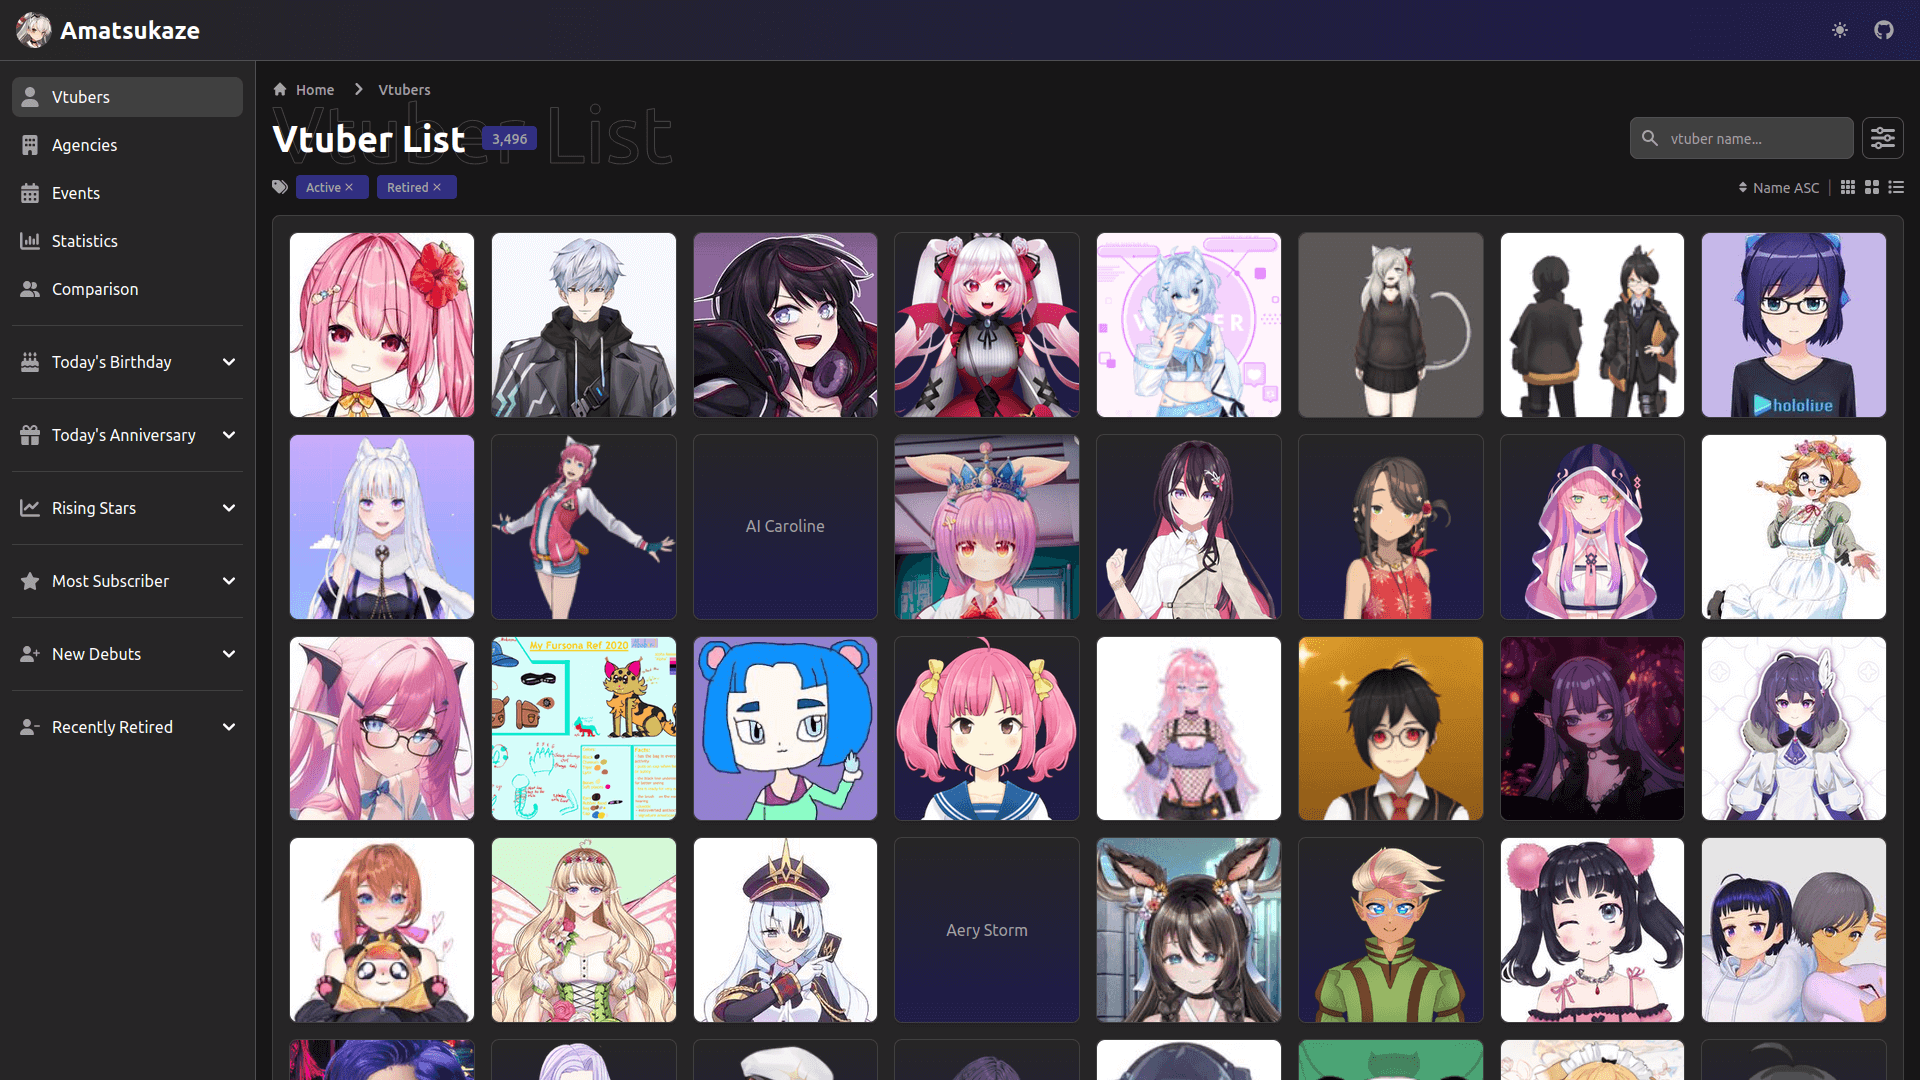 Amatsukaze
Vtubers
Agencies
Events
Statistics
Comparison
Today's Birthday
Today's Anniversary
Rising Stars
Most Subscriber
New Debuts
Recently Retired
Home
Vtubers
Vtuber List
Vtuber List
3,496
vtuber name...
Active
Retired
Name ASC
hololive
AI Caroline
My Fursona Ref 2020
Aery Storm